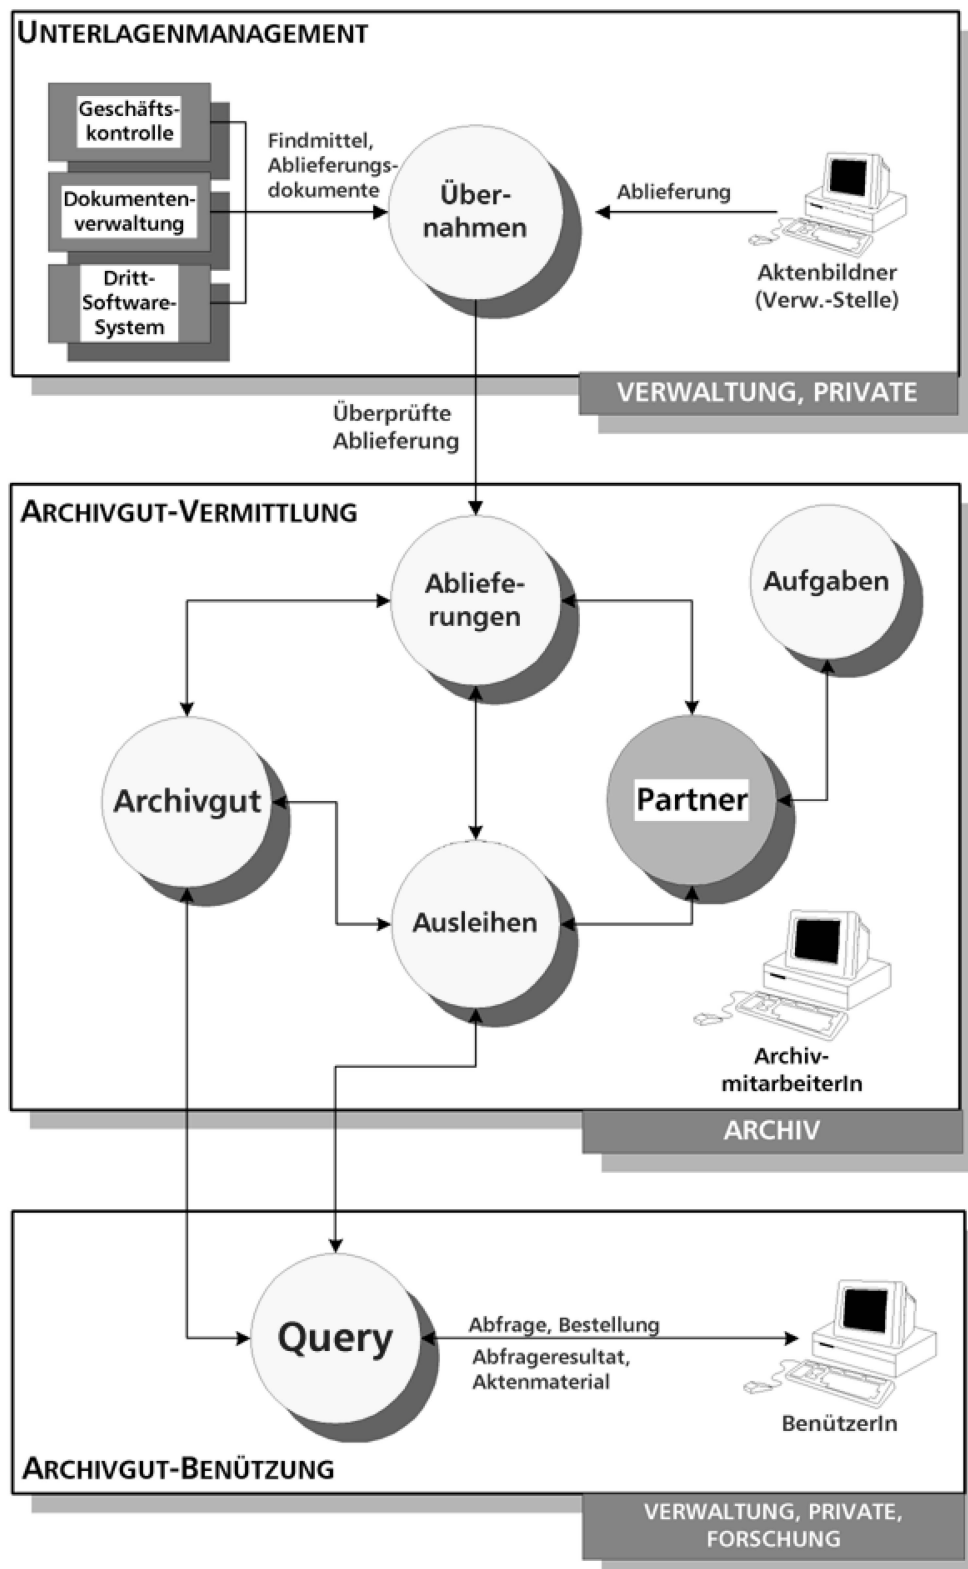 UNTERLAGENMANAGEMENT
Geschäfts-
kontrolle
Dokumenten-
verwaltung
Dritt-
Software-
System
Findmittel,
Ablieferungs-
dokumente
Über-
nahmen
Ablieferung
Aktenbildner
(Verw.-Stelle)
VERWALTUNG, PRIVATE
Überprüfte
Ablieferung
ARCHIVGUT-VERMITTLUNG
Abliefe-
rungen
Aufgaben
Archivgut
Partner
Ausleihen
Archiv-
mitarbeiterIn
ARCHIV
Query
Abfrage, Bestellung
Abfrageresultat,
Aktenmaterial
BenützerIn
ARCHIVGUT-BENÜTZUNG
VERWALTUNG, PRIVATE,
FORSCHUNG